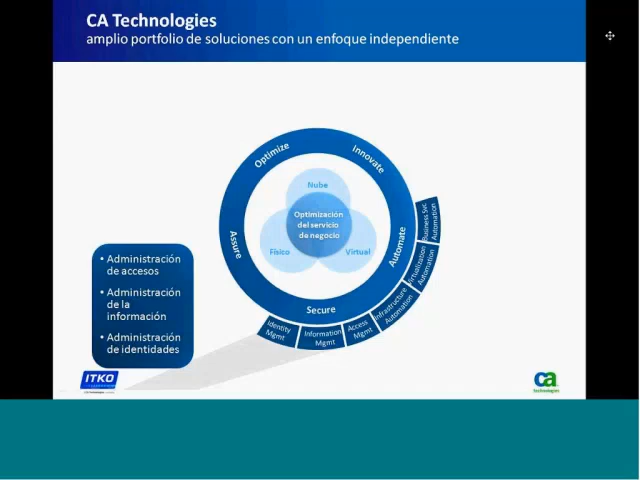 CA Technologies
amplio portfolio de soluciones con un enfoque independiente
Optimize
Innovate
Nube
Optimización
del servicio
de negocio
Físico
Virtual
Assure
Automate
Secure
Business Svc.
Automation
Virtualization
Automation
Infrastructure
Automation
Access
Mgmt
Information
Mgmt
Identity
Mgmt
• Administración
de accesos
• Administración
de la
información
• Administración
de identidades
ITKO
ca
technologies